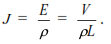 J = E/ρ = V/ρL .